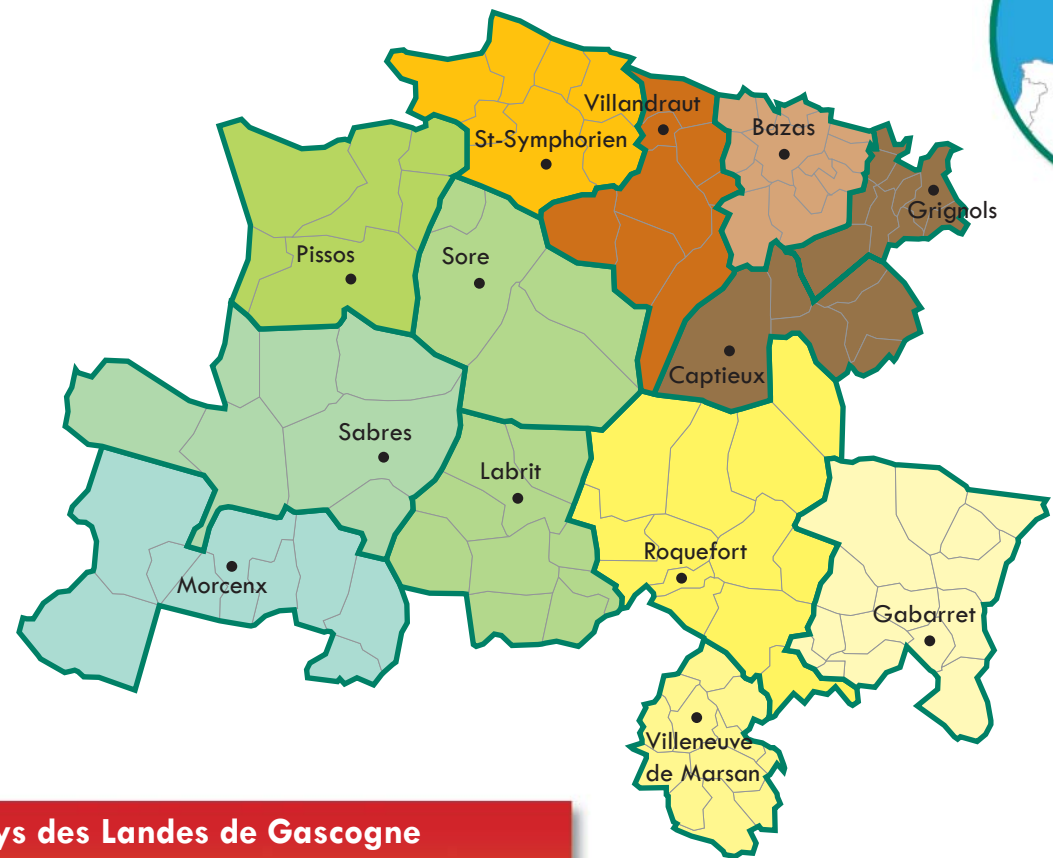 Villandraut
Bazas
St-Symphorien
Grignols
Pissos
Sore
Captieux
Sabres
Labrit
Roquefort
Morcenx
Gabarret
Villeneuve
de Marsan
ys des Landes de Gascogne